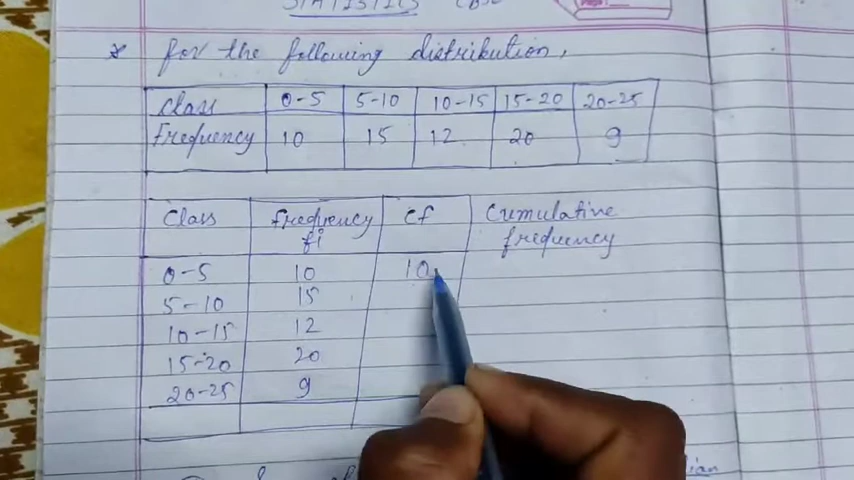 STATISTICS CBSE
* for the following distribution,
Class 0-5 5-10 10-15 15-20 20-25
Frequency 10 15 12 20 9
Class frequency cf Cumulative
fi frequency
0-5 10 10
5-10 15
10-15 12
15-20 20
20-25 9